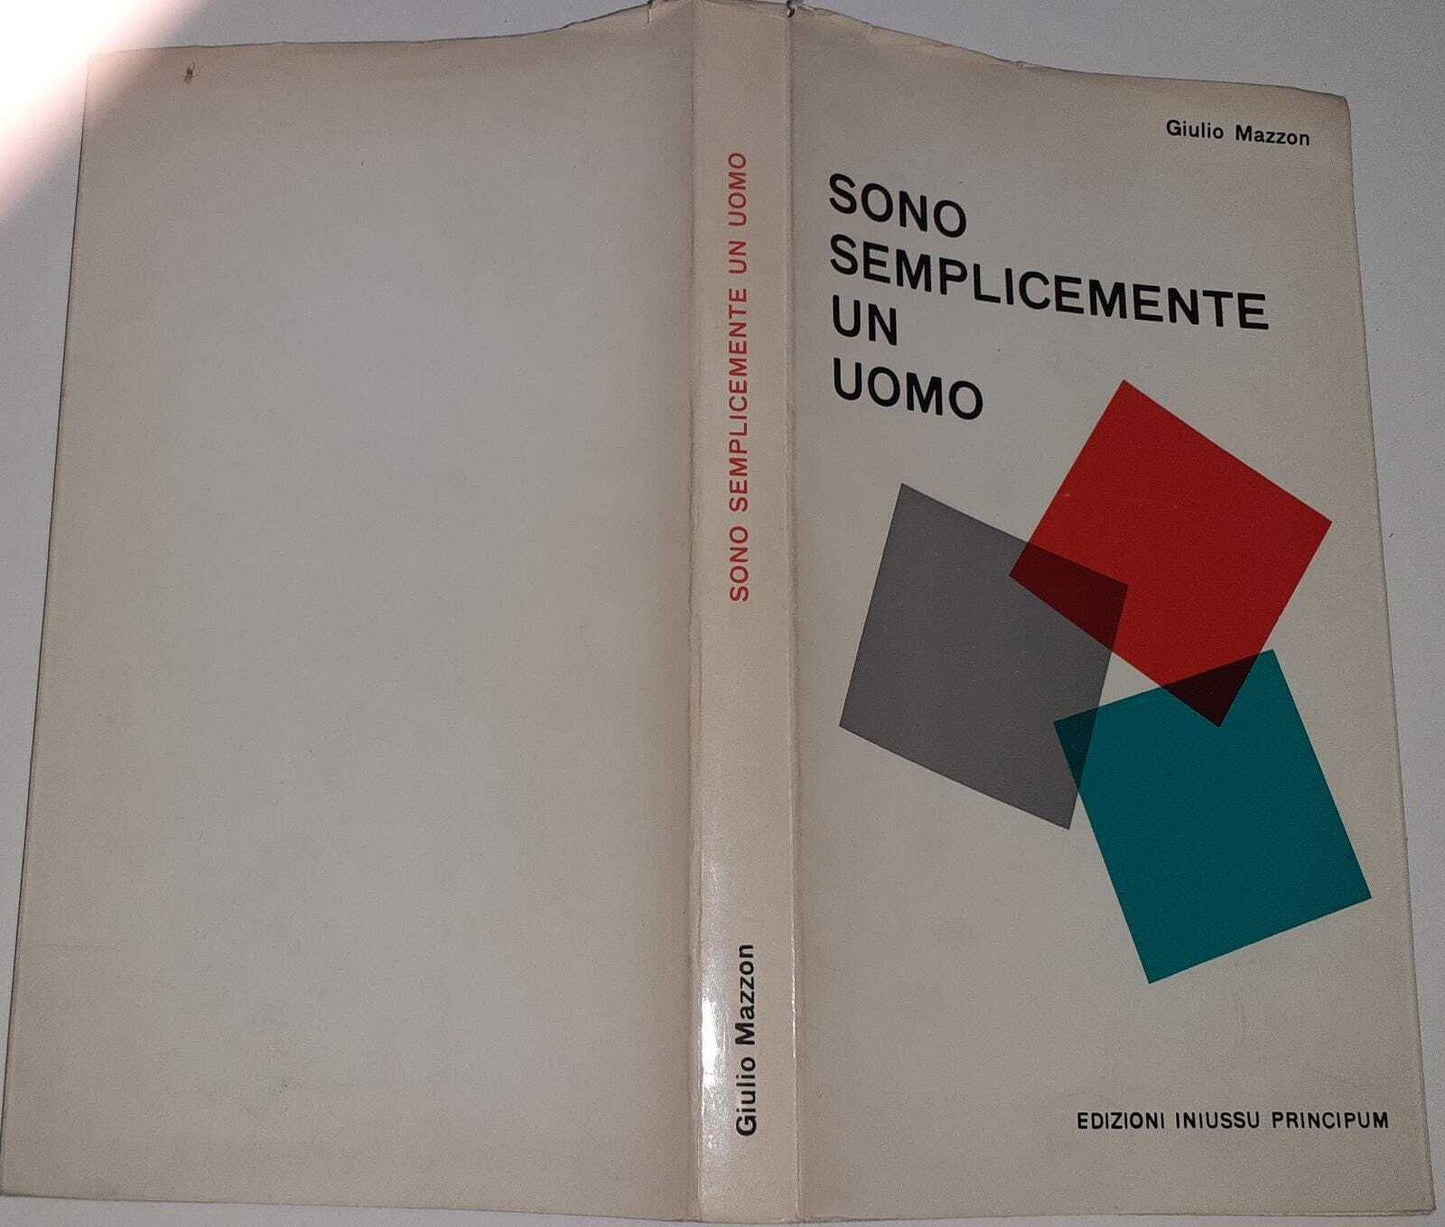 SONO SEMPLICEMENTE UN UOMO
Giulio Mazzon
Giulio Mazzon
SONO
SEMPLICEMENTE
UN
UOMO
EDIZIONI INIUSSU PRINCIPUM